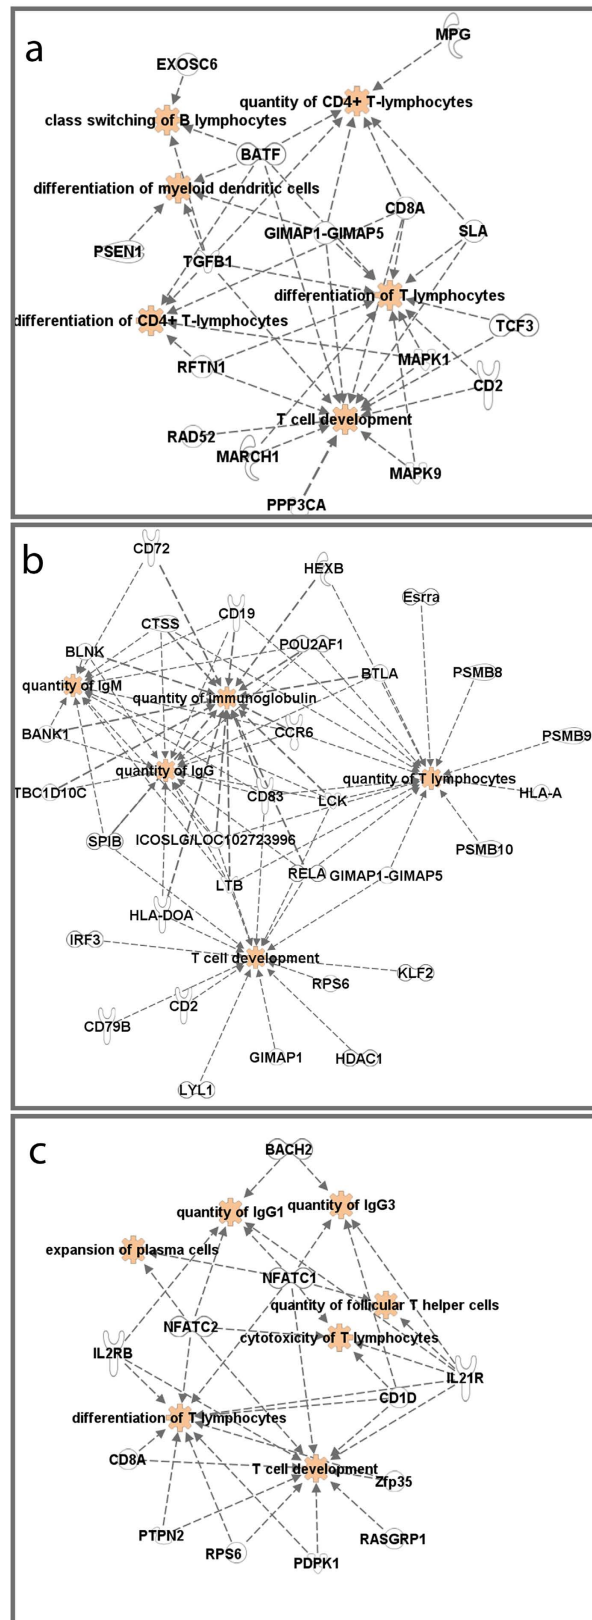 a
MPG
EXOSC6
quantity of CD4+ T-lymphocytes
class switching of B lymphocytes
BATF
differentiation of myeloid dendritic cells
CD8A
GIMAP1-GIMAP5
SLA
PSEN1
TGFB1
differentiation of T lymphocytes
differentiation of CD4+ T-lymphocytes
TCF3
MAPK1
RFTN1
CD2
T cell development
RAD52
MARCH1
MAPK9
PPP3CA
b
CD72
HEXB
Esrra
CD19
CTSS
POU2AF1
BLNK
BTLA
PSMB8
quantity of IgM
quantity of immunoglobulin
CCR6
BANK1
PSMB9
quantity of IgG
quantity of T lymphocytes
TBC1D10C
CD83
LCK
HLA-A
SPIB
ICOSLG/LOC102723996
PSMB10
RELA
GIMAP1-GIMAP5
LTB
HLA-DOA
IRF3
T cell development
KLF2
RPS6
CD2
CD79B
GIMAP1
HDAC1
LYL1
c
BACH2
quantity of IgG1
quantity of IgG3
expansion of plasma cells
NFATC1
quantity of follicular T helper cells
NFATC2
cytotoxicity of T lymphocytes
IL2RB
IL21R
CD1D
differentiation of T lymphocytes
CD8A
T cell development
Zfp35
PTPN2
RASGRP1
RPS6
PDPK1